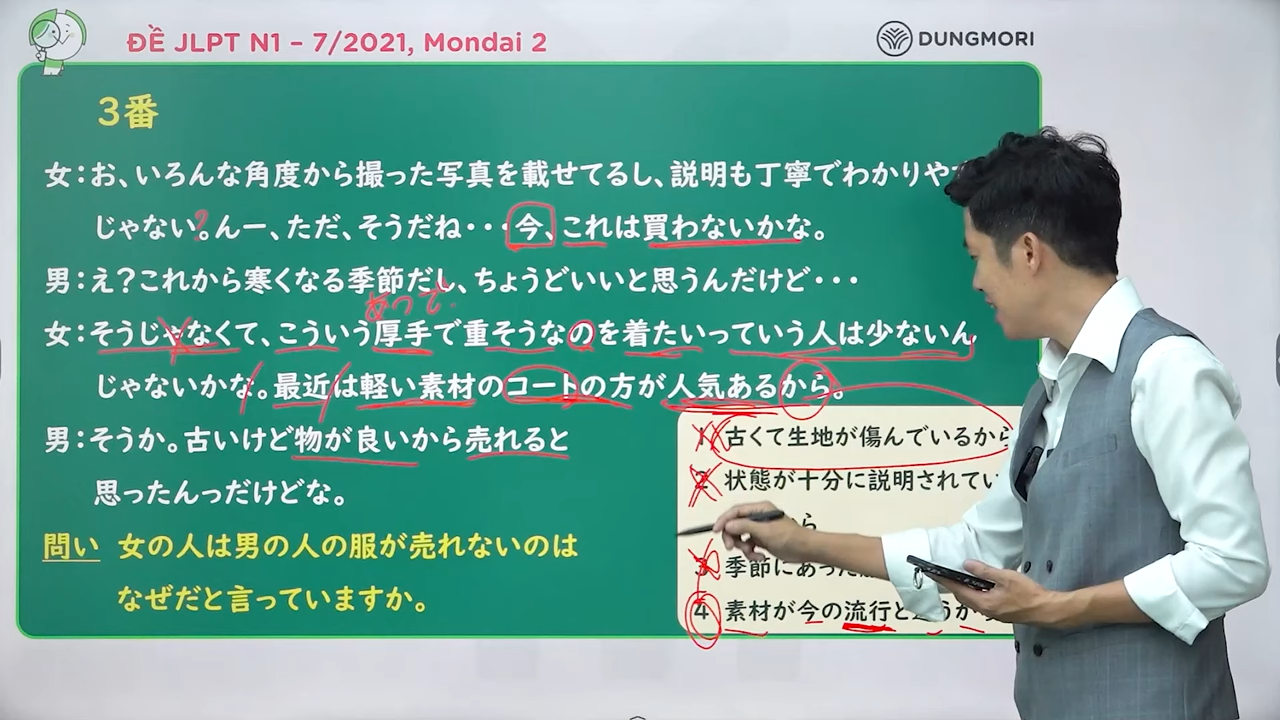 ĐỀ JLPT N1 – 7/2021, Mondai 2
DUNGMORI
3番
女：お、いろんな角度から撮った写真を載せてるし、説明も丁寧でわかりや
じゃない?。んー、ただ、そうだね・・・今、これは買わないかな。
男：え？これから寒くなる季節だし、ちょうどいいと思うんだけど・・・
あつで
女：そうじゃなくて、こういう厚手で重そうなのを着たいっていう人は少ないん
じゃないかな。最近は軽い素材のコートの方が人気あるから。
男：そうか。古いけど物が良いから売れると
思ったんっだけどな。
問い 女の人は男の人の服が売れないのは
なぜだと言っていますか。
1 古くて生地が傷んでいるから
2 状態が十分に説明されてい
ら
3 季節にあった
4 素材が今の流行と